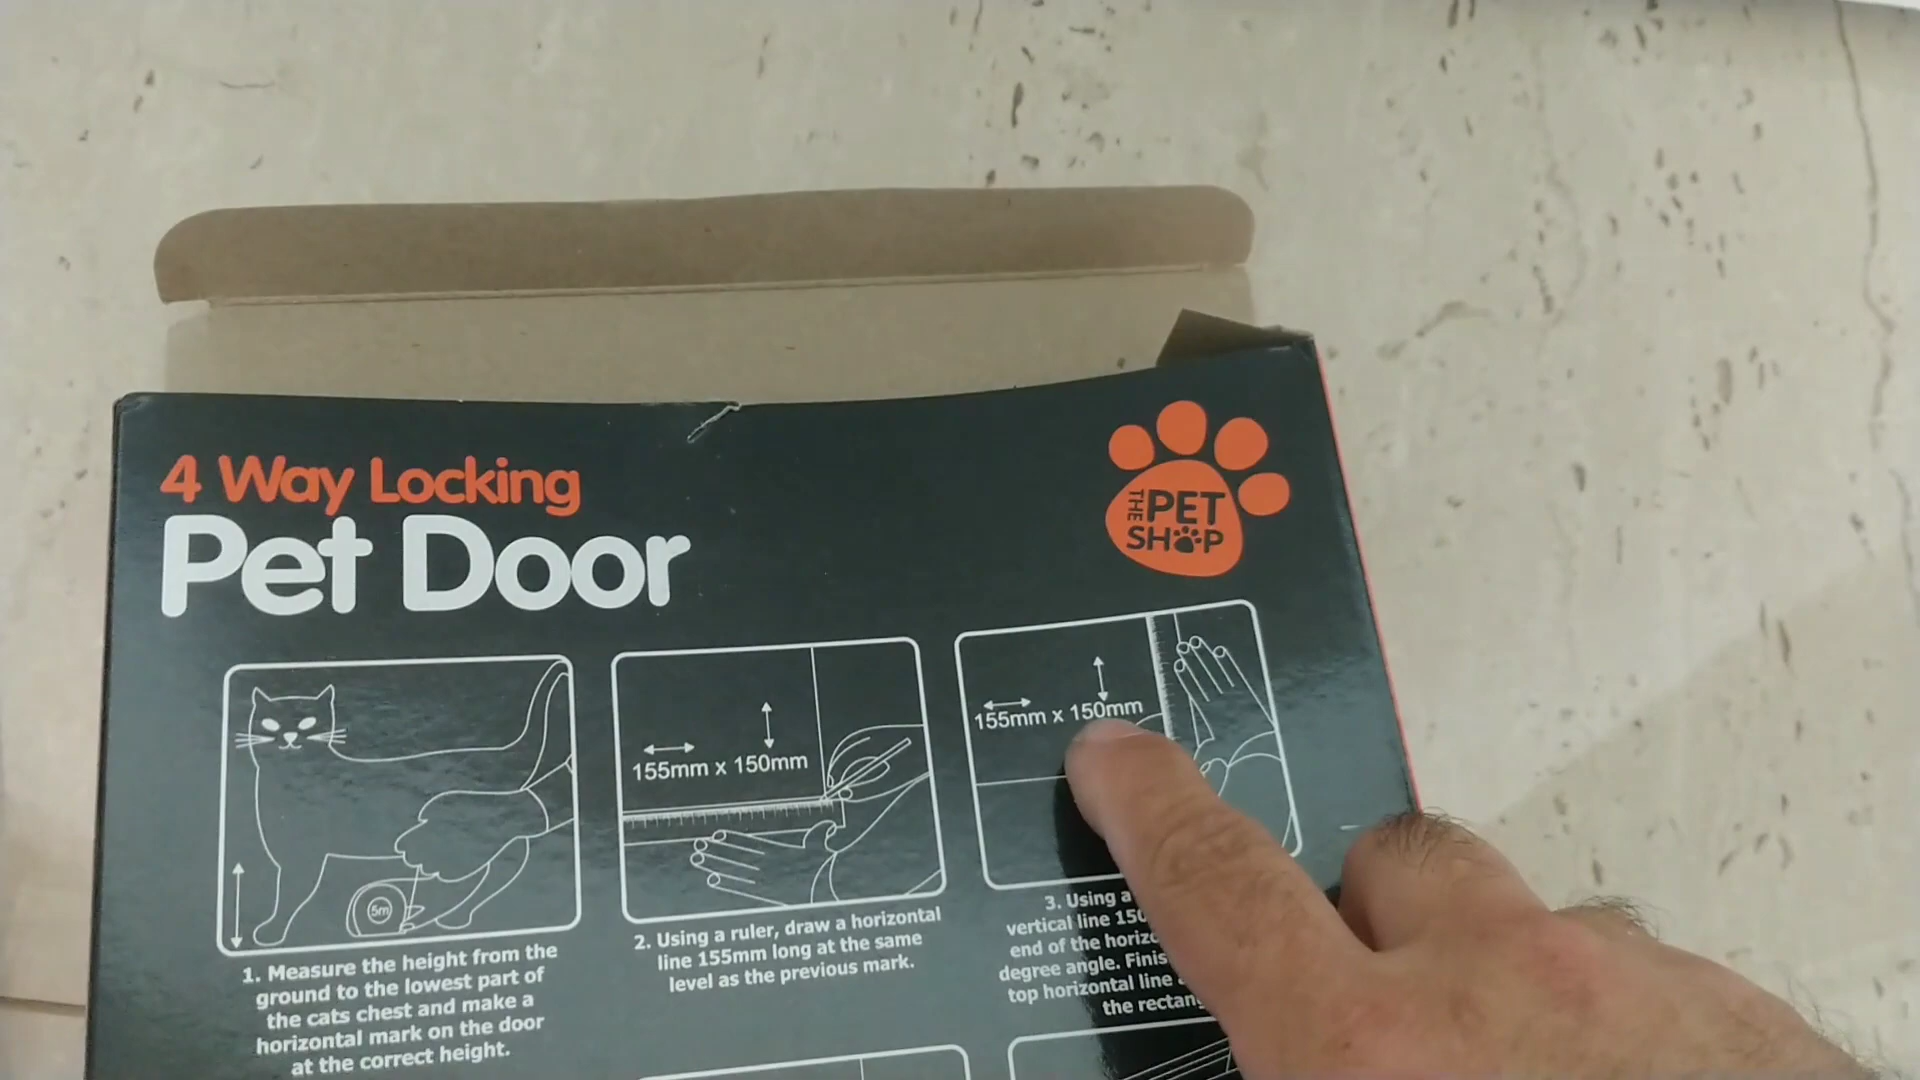 4 Way Locking
Pet Door
THE
PET
SHOP
155mm x 150mm
155mm x 150mm
5m
1. Measure the height from the
ground to the lowest part of
the cats chest and make a
horizontal mark on the door
at the correct height.
2. Using a ruler, draw a horizontal
line 155mm long at the same
level as the previous mark.
3. Using a
vertical line
end of the
degree angle.
top horizontal line
the